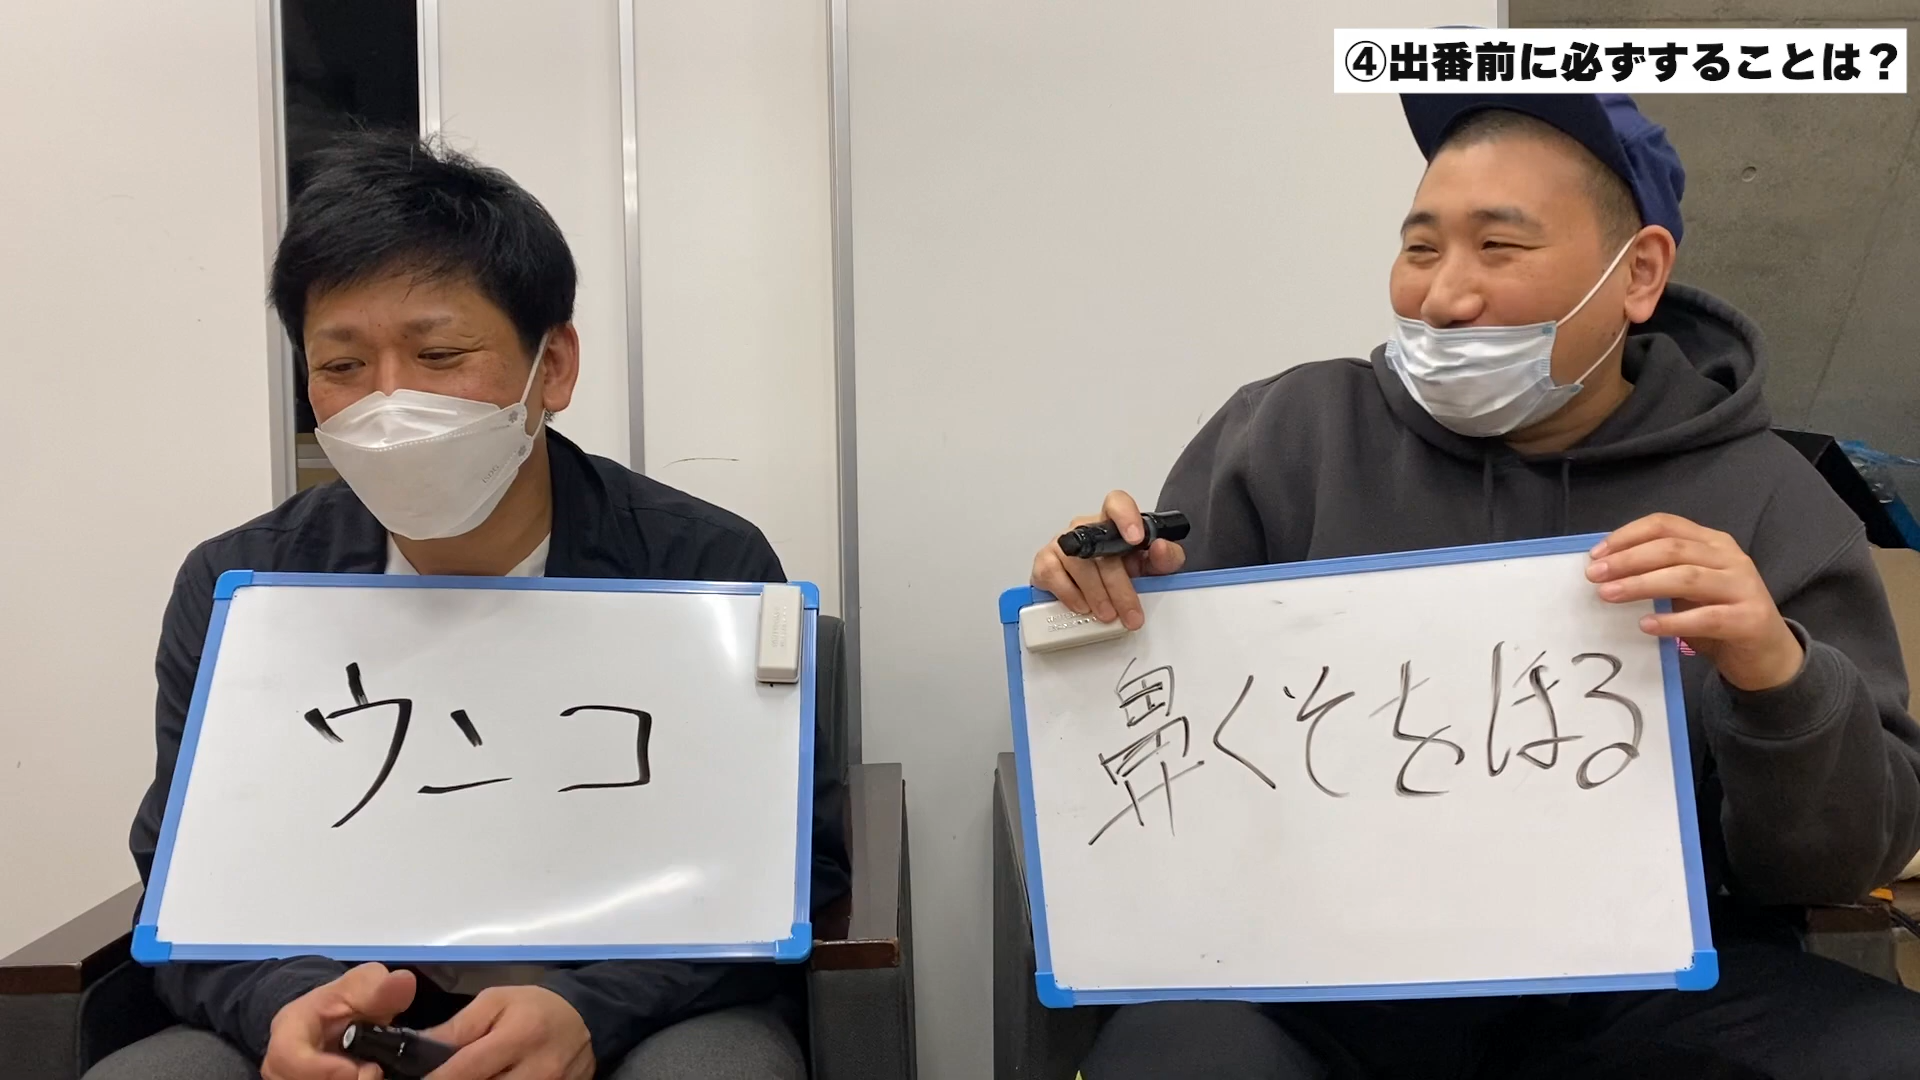 ④出番前に必ずすることは？
ウンコ
鼻くそをほる